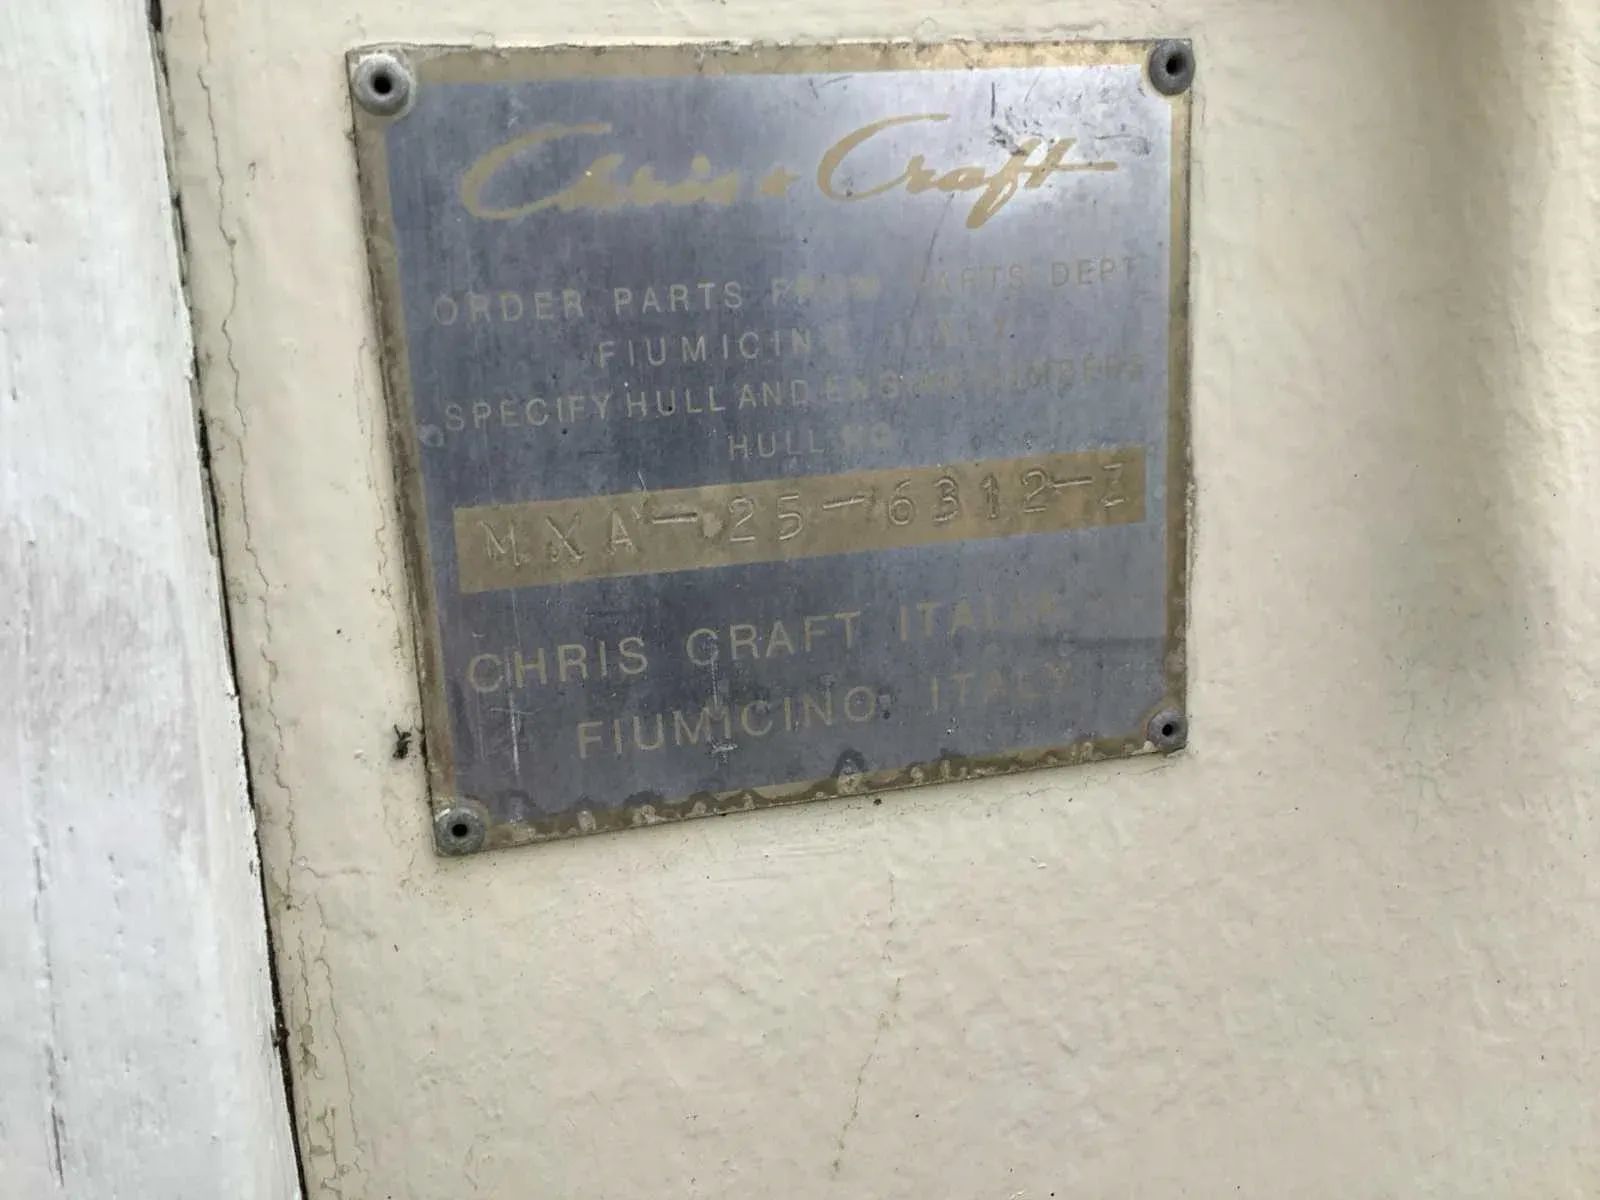 Chris Craft
ORDER PARTS FROM PARTS DEPT
FIUMICINO ITALY
SPECIFY HULL AND ENGINE NUMBERS
HULL NO
MXA-25-6312-Z
CHRIS CRAFT ITALIA
FIUMICINO ITALY